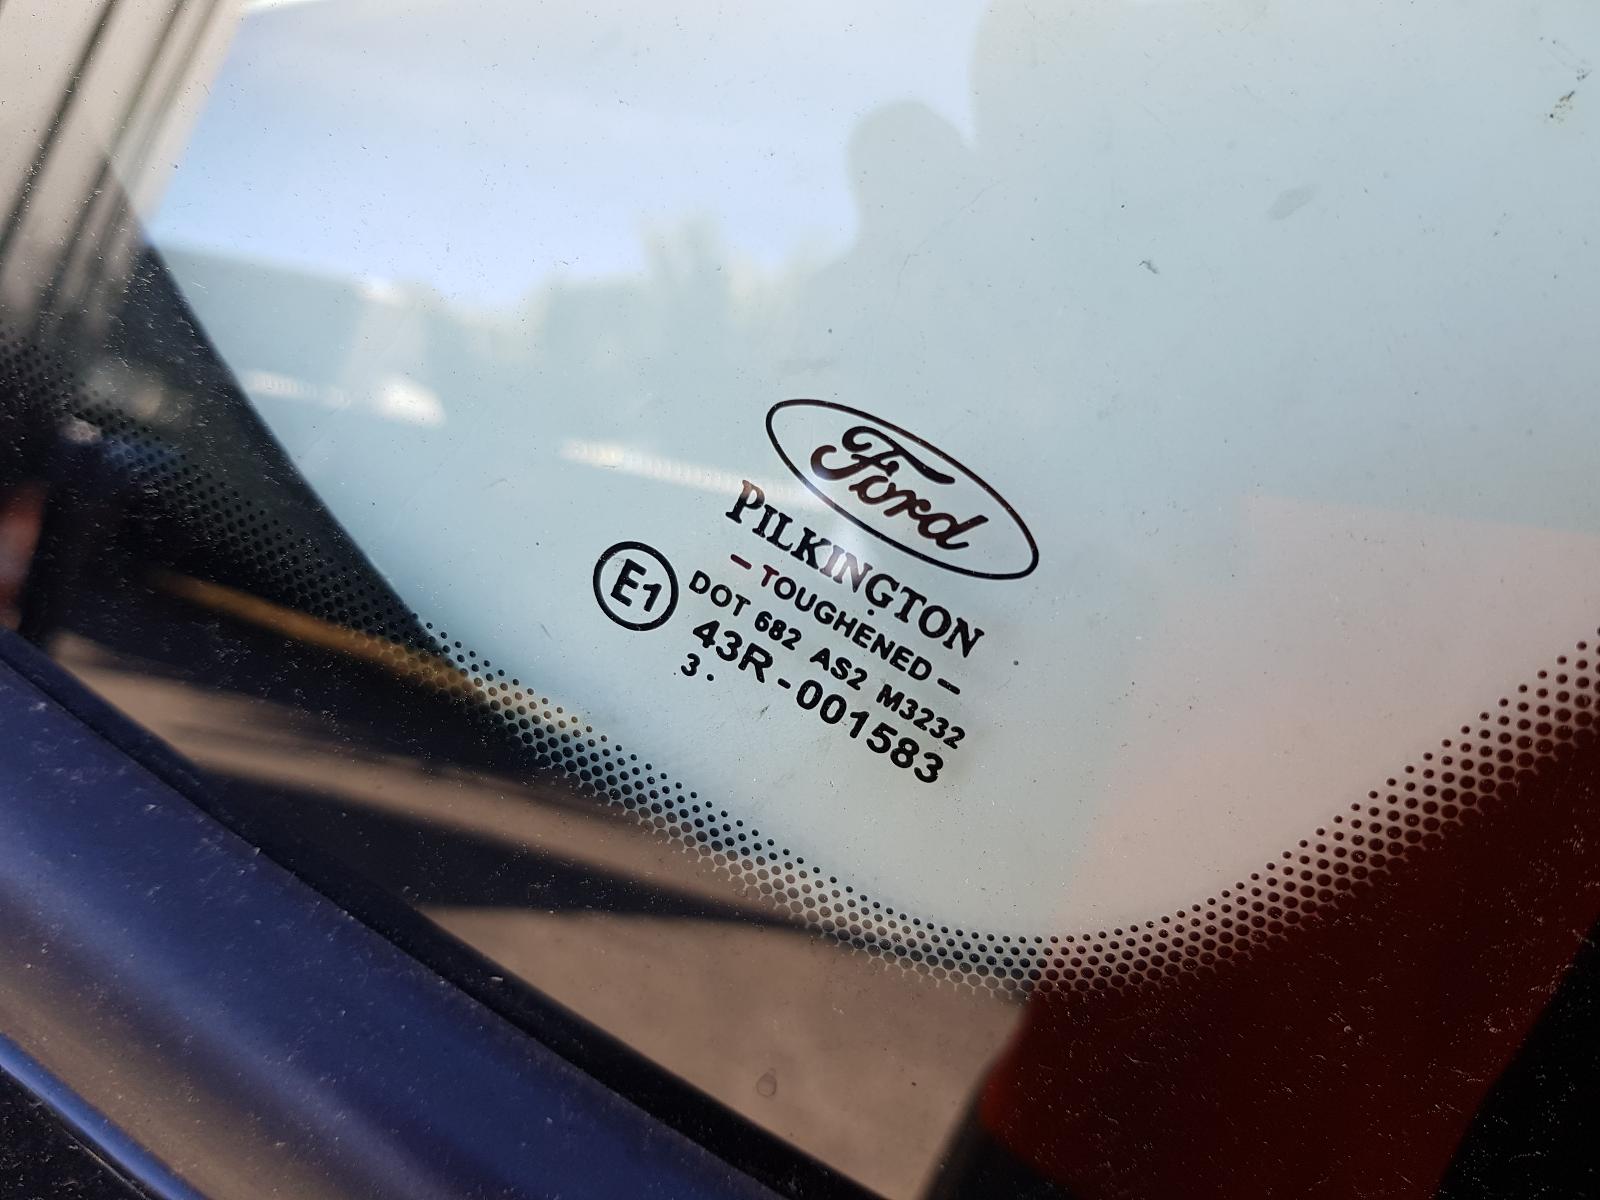 Ford
PILKINGTON
- TOUGHENED -
E1
DOT 682 AS2 M3232
43R-001583
3.